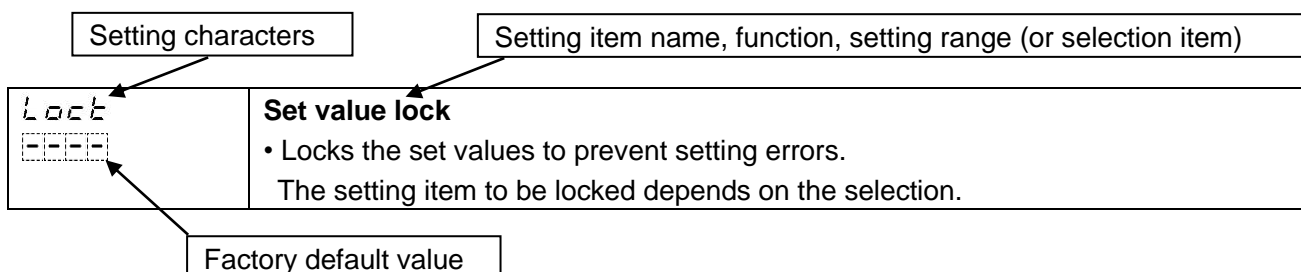 Setting characters
Setting item name, function, setting range (or selection item)
Lock
Set value lock
----
• Locks the set values to prevent setting errors.
The setting item to be locked depends on the selection.
Factory default value